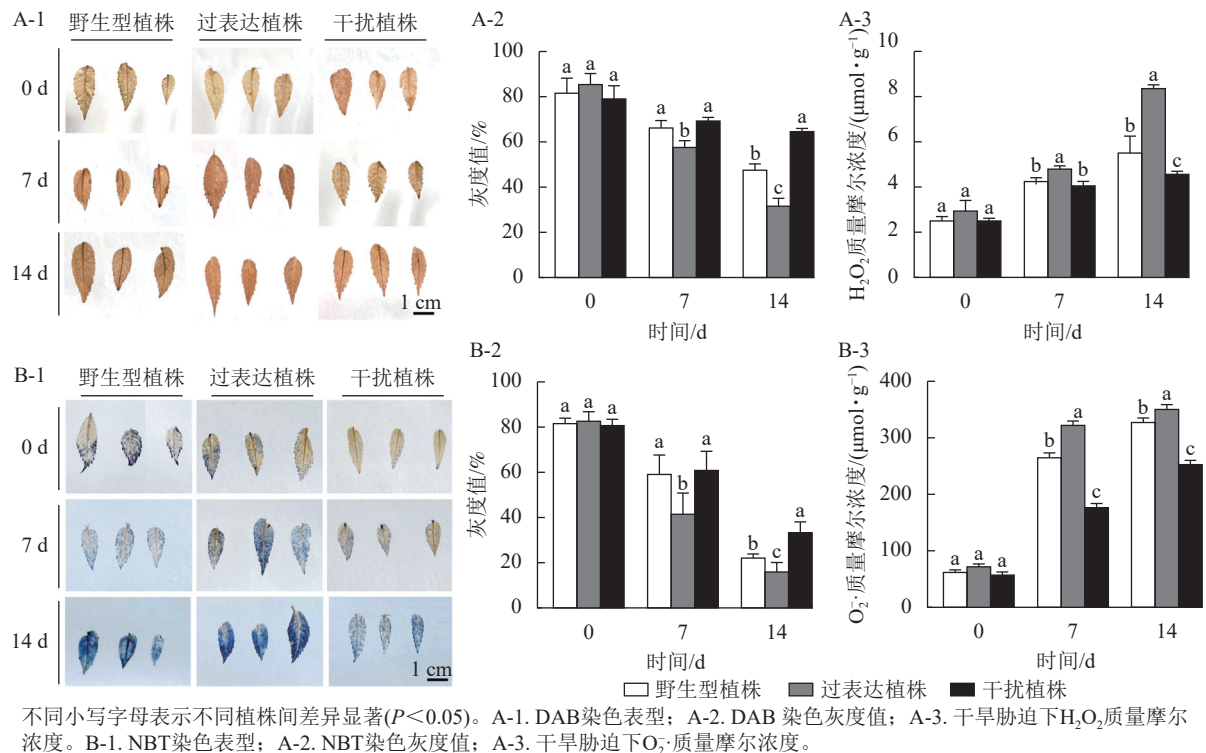 A-1
野生型植株 过表达植株 干扰植株
0 d
7 d
14 d
1 cm
A-2
灰度值/%
100
80
60
40
20
0
a a a
a b a
b c a
0 7 14
时间/d
A-3
H₂O₂质量摩尔浓度/(μmol·g⁻¹)
10
8
6
4
2
0
a a a
b a b
b a c
0 7 14
时间/d
B-1
野生型植株 过表达植株 干扰植株
0 d
7 d
14 d
1 cm
B-2
灰度值/%
100
80
60
40
20
0
a a a
a b a
b c a
0 7 14
时间/d
B-3
O₂⁻·质量摩尔浓度/(μmol·g⁻¹)
400
300
200
100
0
a a a
b a c
b a c
0 7 14
时间/d
野生型植株 过表达植株 干扰植株
不同小写字母表示不同植株间差异显著(P<0.05)。A-1. DAB染色表型；A-2. DAB 染色灰度值；A-3. 干旱胁迫下H₂O₂质量摩尔
浓度。B-1. NBT染色表型；A-2. NBT染色灰度值；A-3. 干旱胁迫下O₂⁻·质量摩尔浓度。